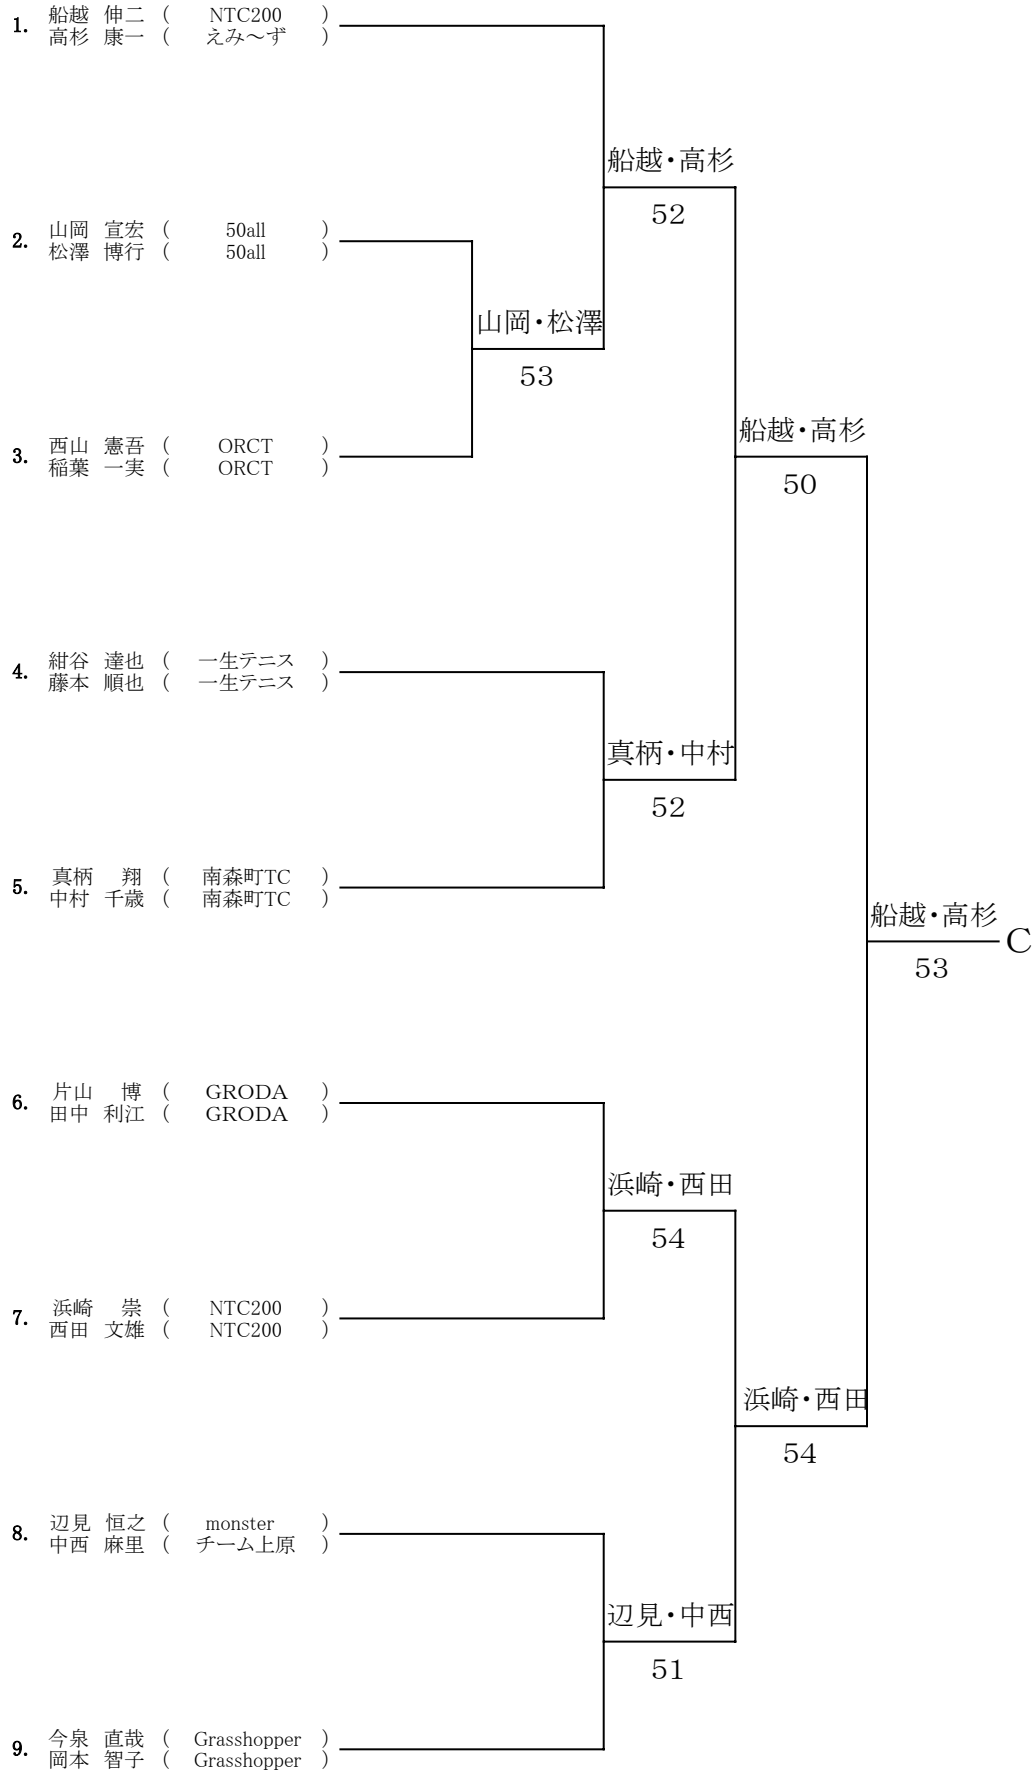 1. 船越 伸二 ( NTC200 )
高杉 康一 ( えみ～ず )
船越・高杉
52
2. 山岡 宣宏 ( 50all )
松澤 博行 ( 50all )
山岡・松澤
53
船越・高杉
50
3. 西山 憲吾 ( ORCT )
稲葉 一実 ( ORCT )
4. 紺谷 達也 ( 一生テニス )
藤本 順也 ( 一生テニス )
真柄・中村
52
5. 真柄 翔 ( 南森町TC )
中村 千歳 ( 南森町TC )
船越・高杉
C
53
6. 片山 博 ( GRODA )
田中 利江 ( GRODA )
浜崎・西田
54
7. 浜崎 崇 ( NTC200 )
西田 文雄 ( NTC200 )
浜崎・西田
54
8. 辺見 恒之 ( monster )
中西 麻里 ( チーム上原 )
辺見・中西
51
9. 今泉 直哉 ( Grasshopper )
岡本 智子 ( Grasshopper )